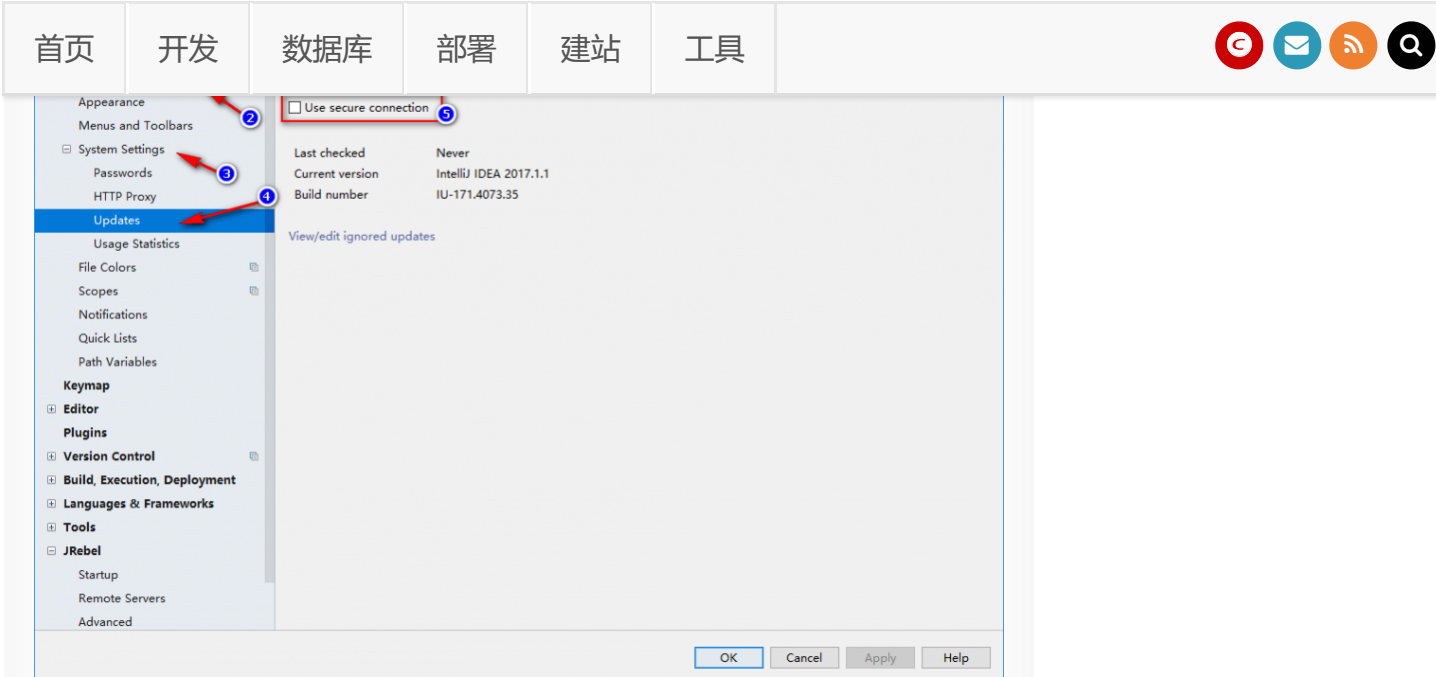 首页 开发 数据库 部署 建站 工具
Appearance
Use secure connection
5
2
Menus and Toolbars
System Settings
3
Last checked Never
Passwords
Current version IntelliJ IDEA 2017.1.1
HTTP Proxy
4
Build number IU-171.4073.35
Updates
View/edit ignored updates
Usage Statistics
File Colors
Scopes
Notifications
Quick Lists
Path Variables
Keymap
Editor
Plugins
Version Control
Build, Execution, Deployment
Languages & Frameworks
Tools
JRebel
Startup
Remote Servers
Advanced
OK Cancel Apply Help